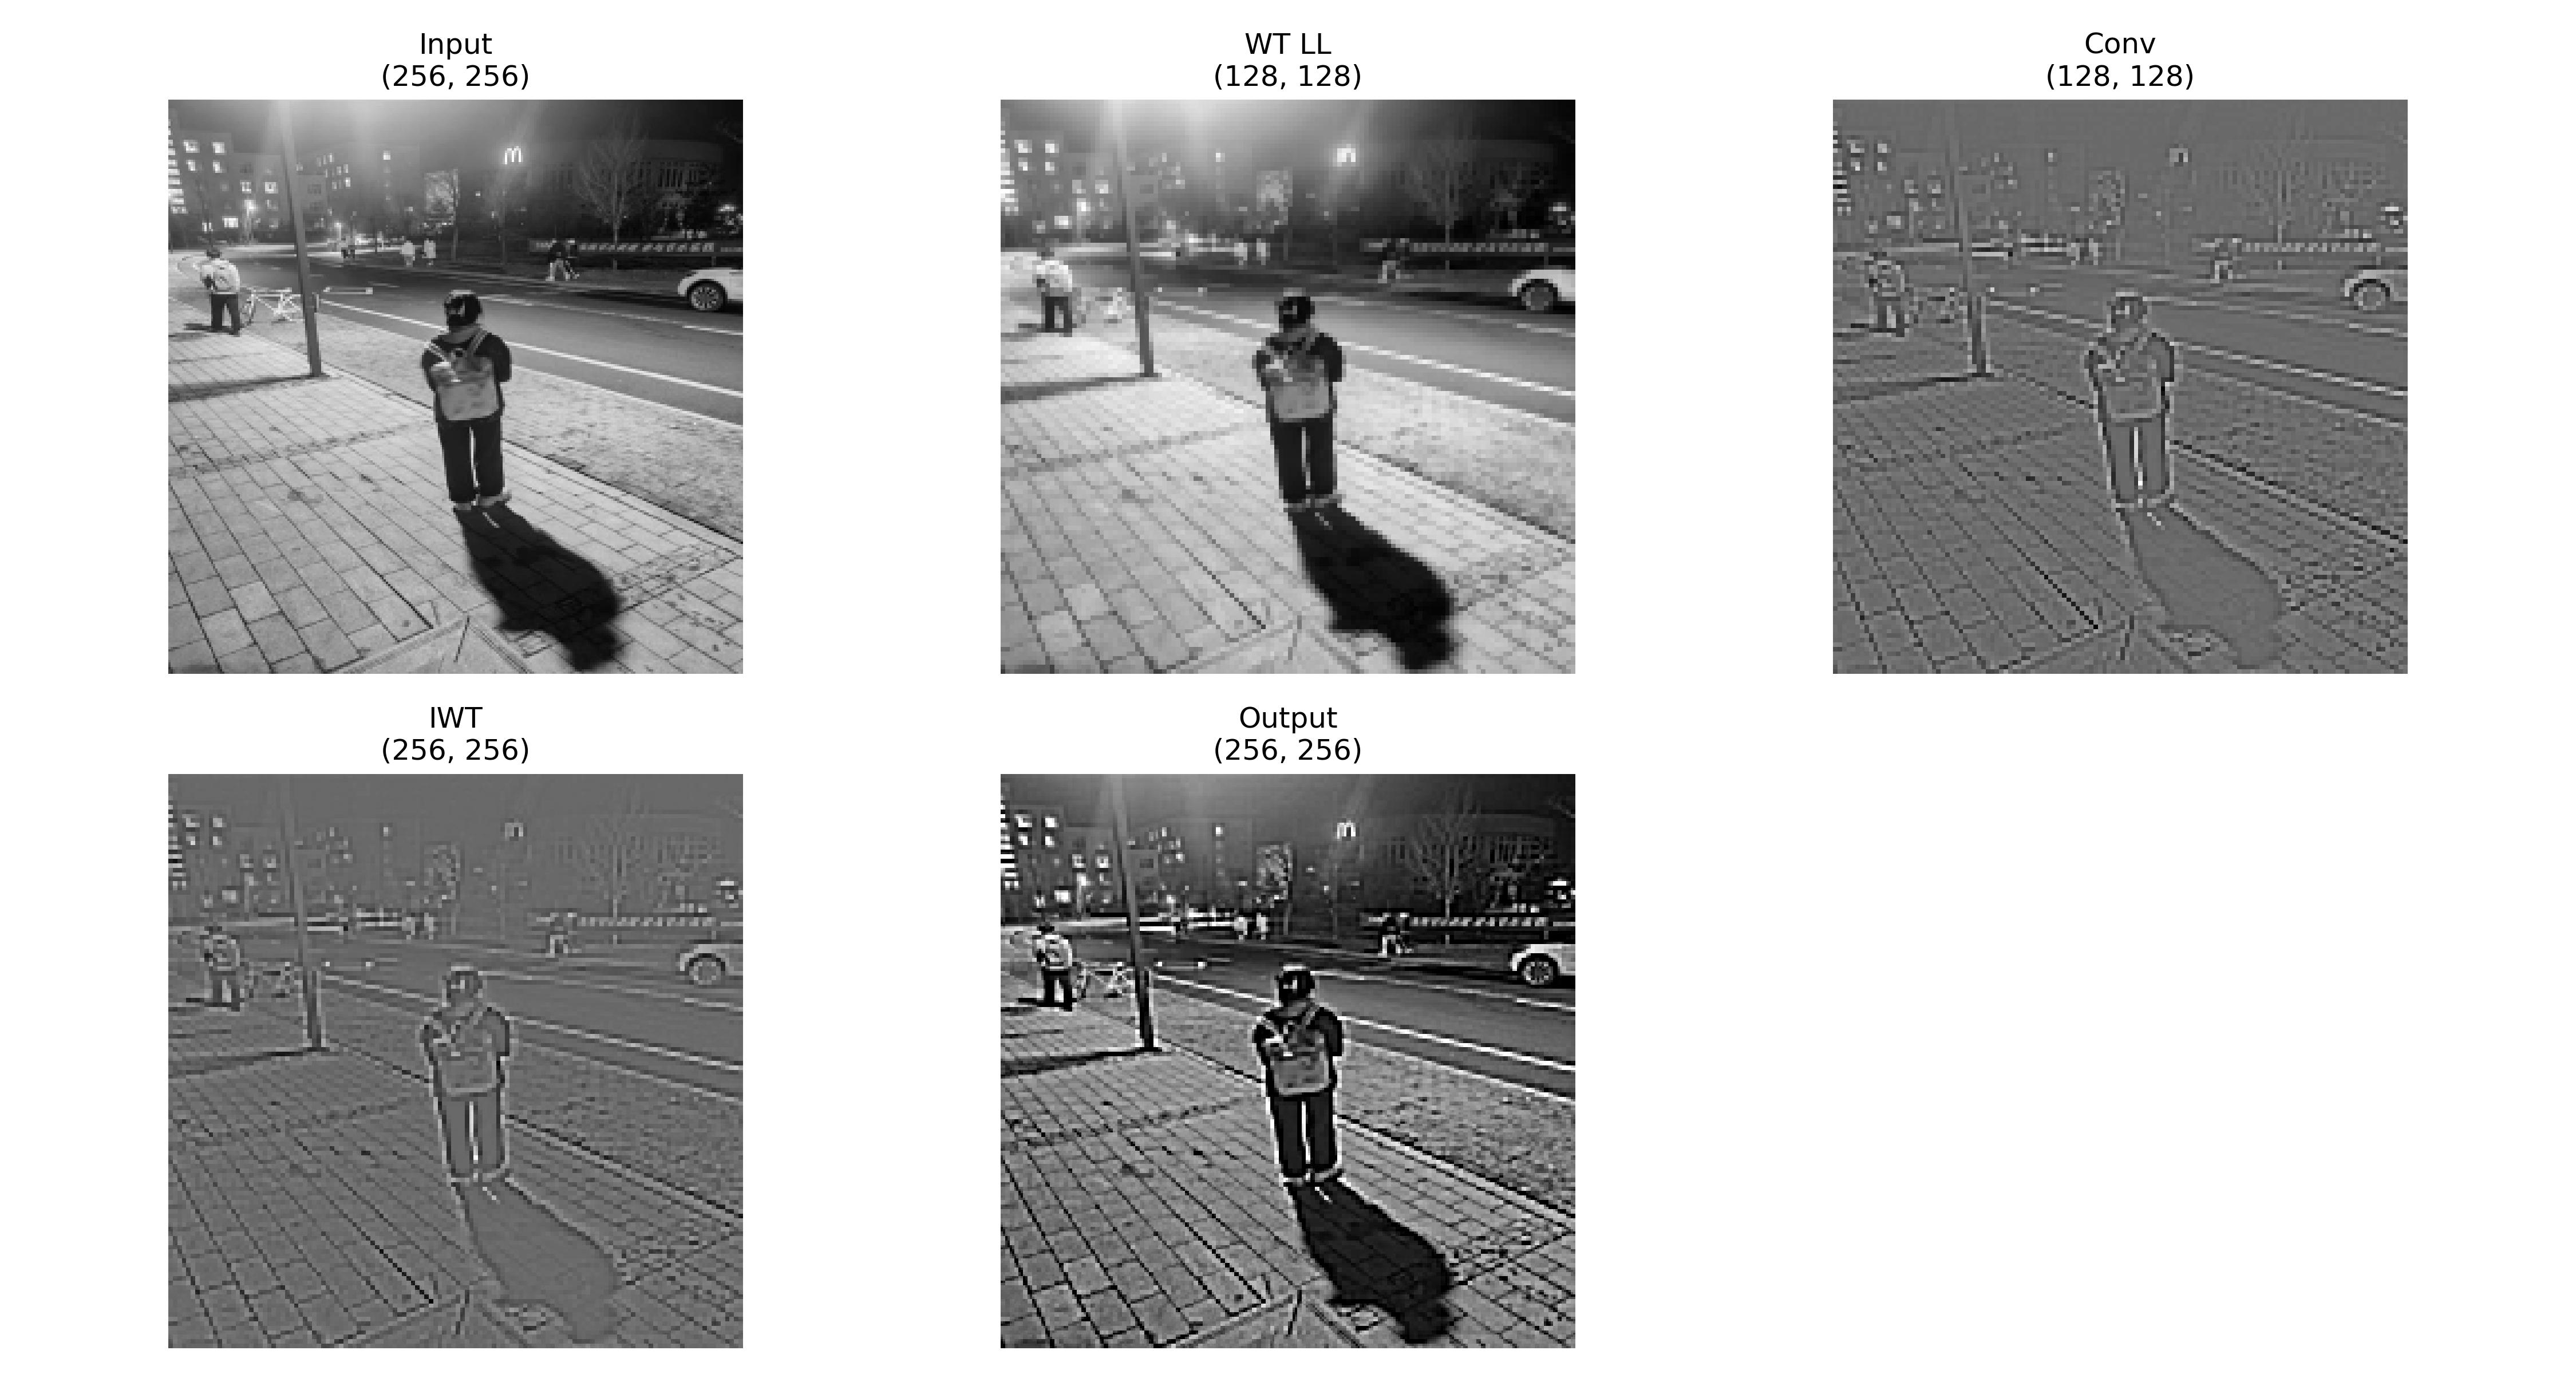 Input
(256, 256)
WT LL
(128, 128)
Conv
(128, 128)
IWT
(256, 256)
Output
(256, 256)